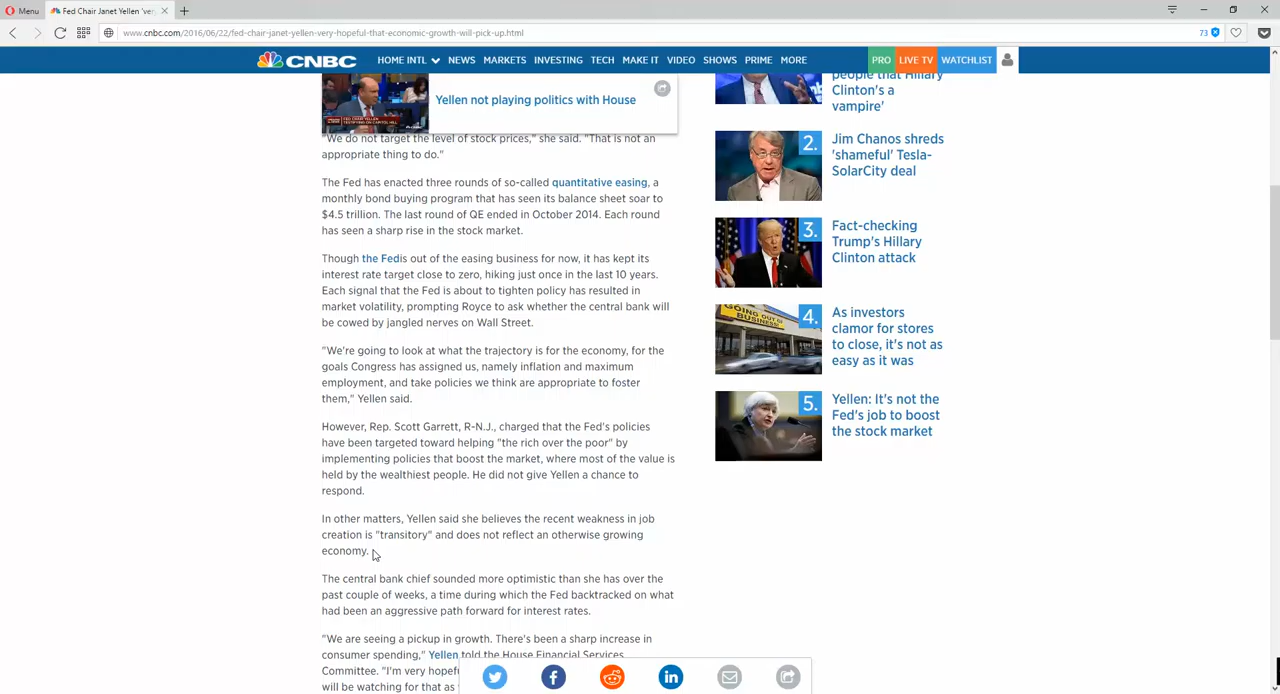 Menu
Fed Chair Janet Yellen 'ver
www.cnbc.com/2016/06/22/fed-chair-janet-yellen-very-hopeful-that-economic-growth-will-pick-up.html
73
CNBC
HOME INTL
NEWS
MARKETS
INVESTING
TECH
MAKE IT
VIDEO
SHOWS
PRIME
MORE
PRO
LIVE TV
WATCHLIST
FED CHAIR YELLEN
TESTIFYING ON CAPITOL HILL
Yellen not playing politics with House
"We do not target the level of stock prices," she said. "That is not an
appropriate thing to do."
The Fed has enacted three rounds of so-called quantitative easing, a
monthly bond buying program that has seen its balance sheet soar to
$4.5 trillion. The last round of QE ended in October 2014. Each round
has seen a sharp rise in the stock market.
Though the Fedis out of the easing business for now, it has kept its
interest rate target close to zero, hiking just once in the last 10 years.
Each signal that the Fed is about to tighten policy has resulted in
market volatility, prompting Royce to ask whether the central bank will
be cowed by jangled nerves on Wall Street.
"We're going to look at what the trajectory is for the economy, for the
goals Congress has assigned us, namely inflation and maximum
employment, and take policies we think are appropriate to foster
them," Yellen said.
However, Rep. Scott Garrett, R-N.J., charged that the Fed's policies
have been targeted toward helping "the rich over the poor" by
implementing policies that boost the market, where most of the value is
held by the wealthiest people. He did not give Yellen a chance to
respond.
In other matters, Yellen said she believes the recent weakness in job
creation is "transitory" and does not reflect an otherwise growing
economy.
The central bank chief sounded more optimistic than she has over the
past couple of weeks, a time during which the Fed backtracked on what
had been an aggressive path forward for interest rates.
"We are seeing a pickup in growth. There's been a sharp increase in
consumer spending," Yellen told the House Financial Services
Committee. "I'm very hopef
will be watching for that as
people that Hillary
Clinton's a
vampire'
2.
Jim Chanos shreds
'shameful' Tesla-
SolarCity deal
3.
Fact-checking
Trump's Hillary
Clinton attack
GOING OUT OF
BUSINESS
4.
As investors
clamor for stores
to close, it's not as
easy as it was
5.
Yellen: It's not the
Fed's job to boost
the stock market